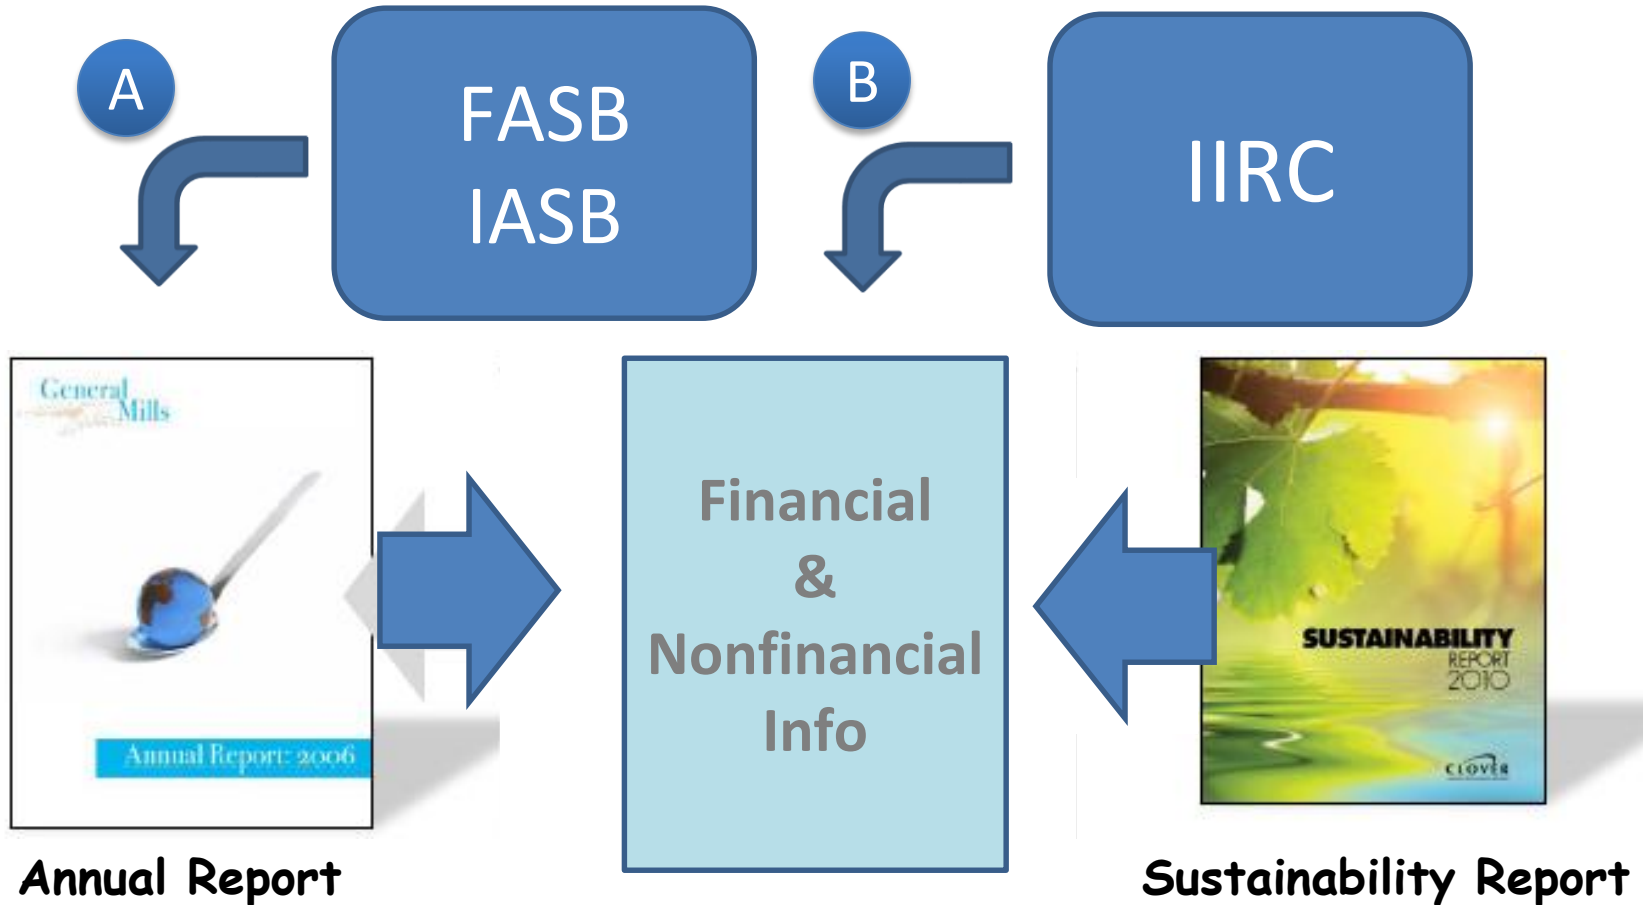 A
FASB
IASB
B
IIRC
General
Mills
Annual Report: 2006
Annual Report
Financial
&
Nonfinancial
Info
SUSTAINABILITY
REPORT
2010
CLOVER
Sustainability Report